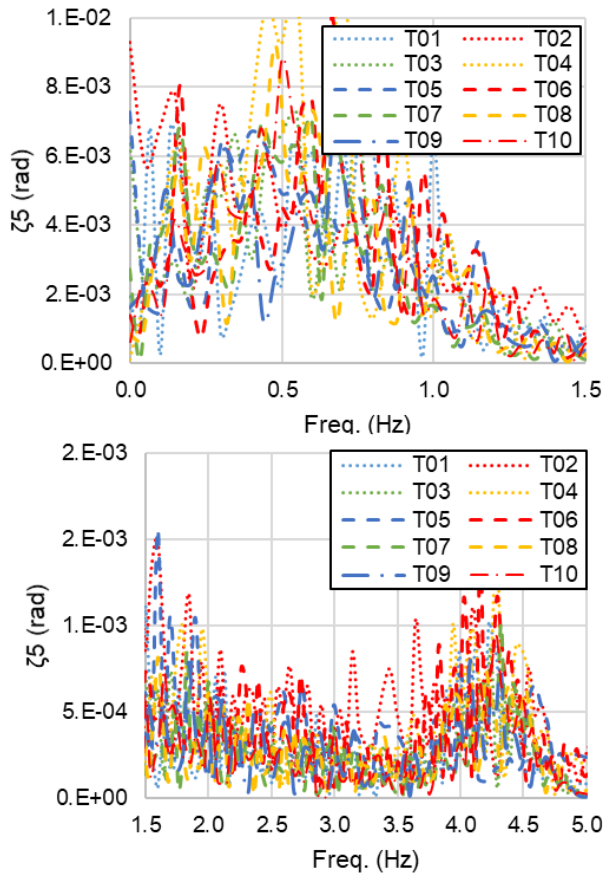 1.E-02
8.E-03
6.E-03
4.E-03
2.E-03
0.E+00
ζ5 (rad)
T01 T02
T03 T04
T05 T06
T07 T08
T09 T10
0.0 0.5 1.0 1.5
Freq. (Hz)
2.E-03
2.E-03
1.E-03
5.E-04
0.E+00
ζ5 (rad)
T01 T02
T03 T04
T05 T06
T07 T08
T09 T10
1.5 2.0 2.5 3.0 3.5 4.0 4.5 5.0
Freq. (Hz)